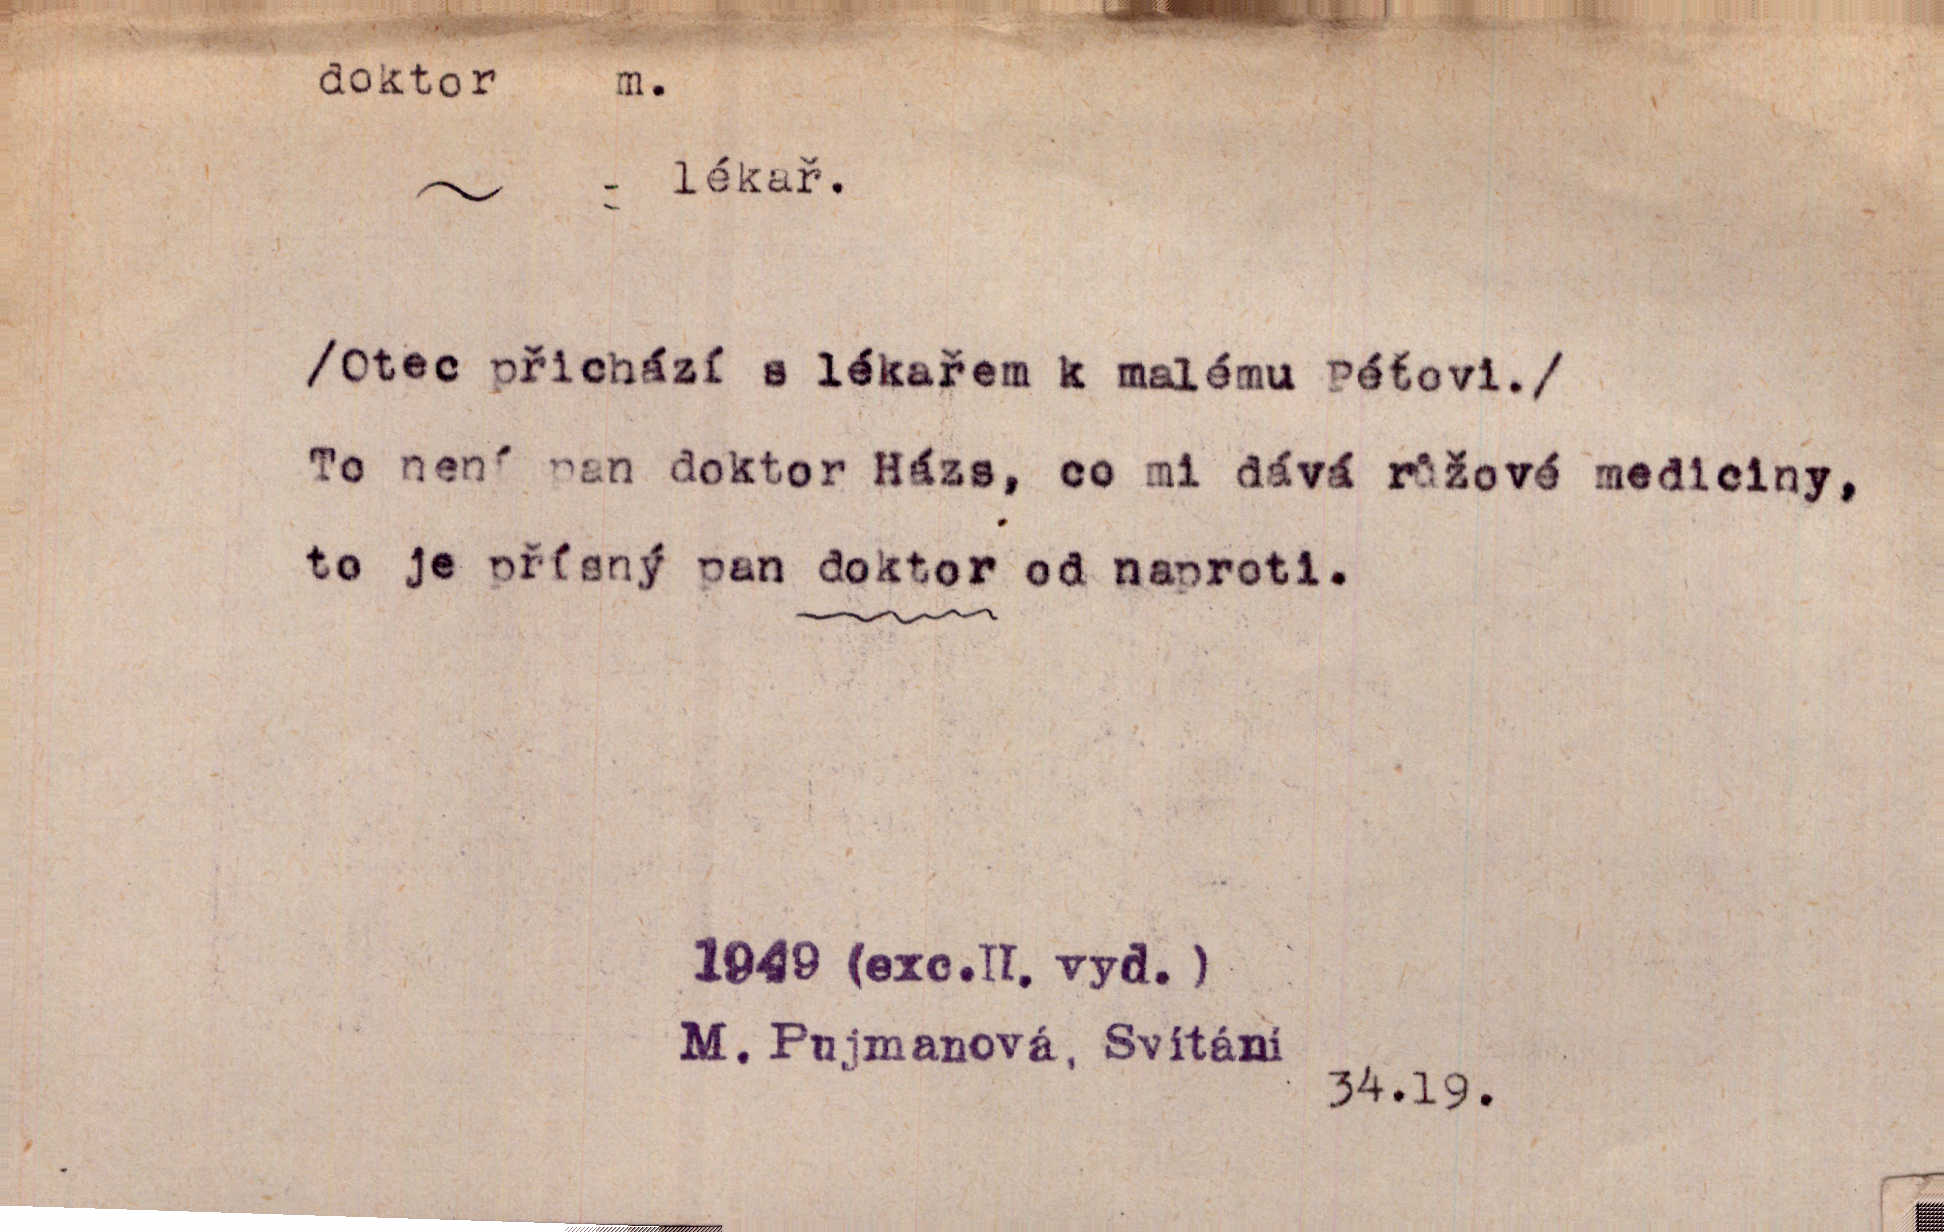 doktor m.
~ = lékař.
/Otec přichází s lékařem k malému Péťovi./
To není pan doktor Házs, co mi dává růžové mediciny,
to je přísný pan doktor od naproti.
1949 (exc.II. vyd.)
M. Pujmanová, Svítání
34.19.